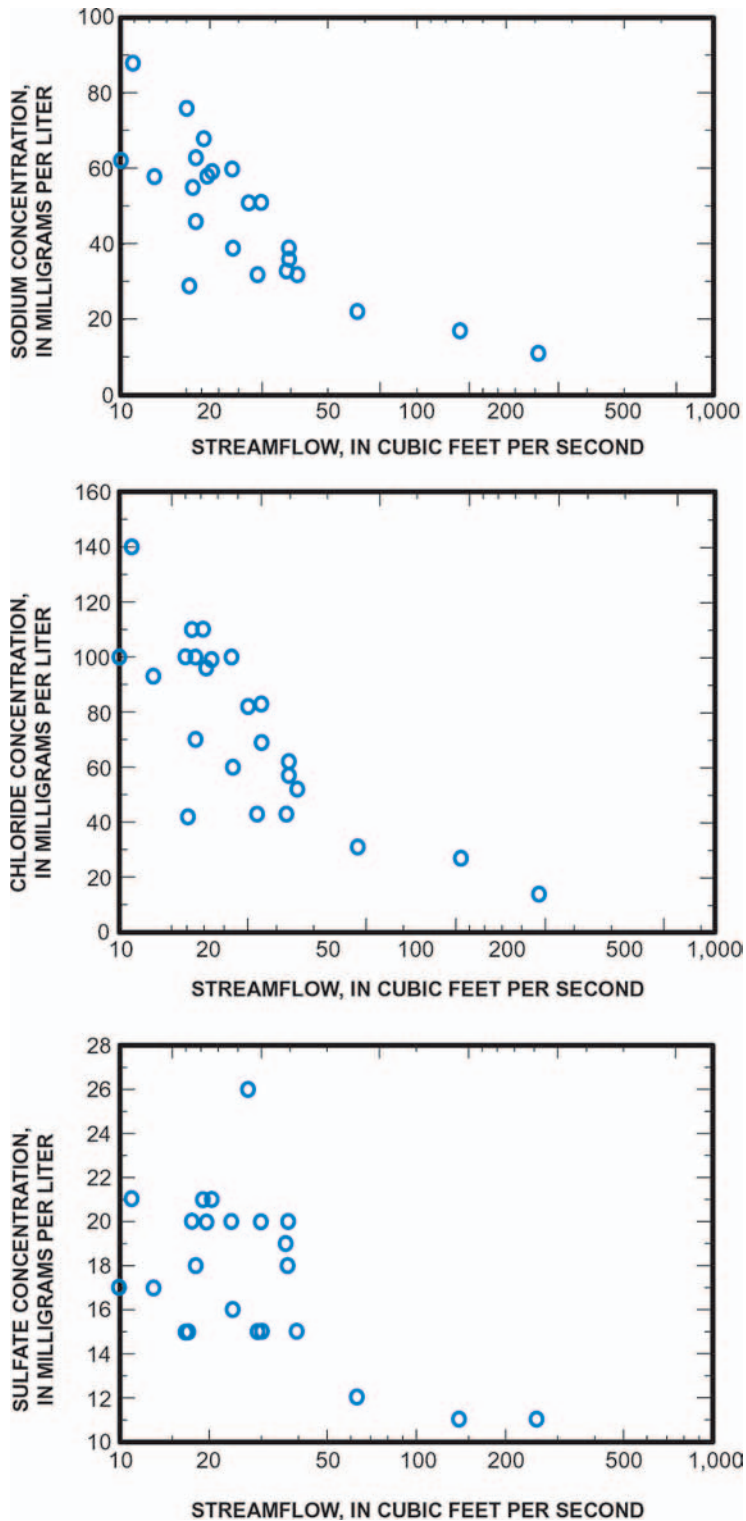 SODIUM CONCENTRATION,
IN MILLIGRAMS PER LITER
100
80
60
40
20
0
10 20 50 100 200 500 1,000
STREAMFLOW, IN CUBIC FEET PER SECOND
CHLORIDE CONCENTRATION,
IN MILLIGRAMS PER LITER
160
140
120
100
80
60
40
20
0
10 20 50 100 200 500 1,000
STREAMFLOW, IN CUBIC FEET PER SECOND
SULFATE CONCENTRATION,
IN MILLIGRAMS PER LITER
28
26
24
22
20
18
16
14
12
10
10 20 50 100 200 500 1,000
STREAMFLOW, IN CUBIC FEET PER SECOND